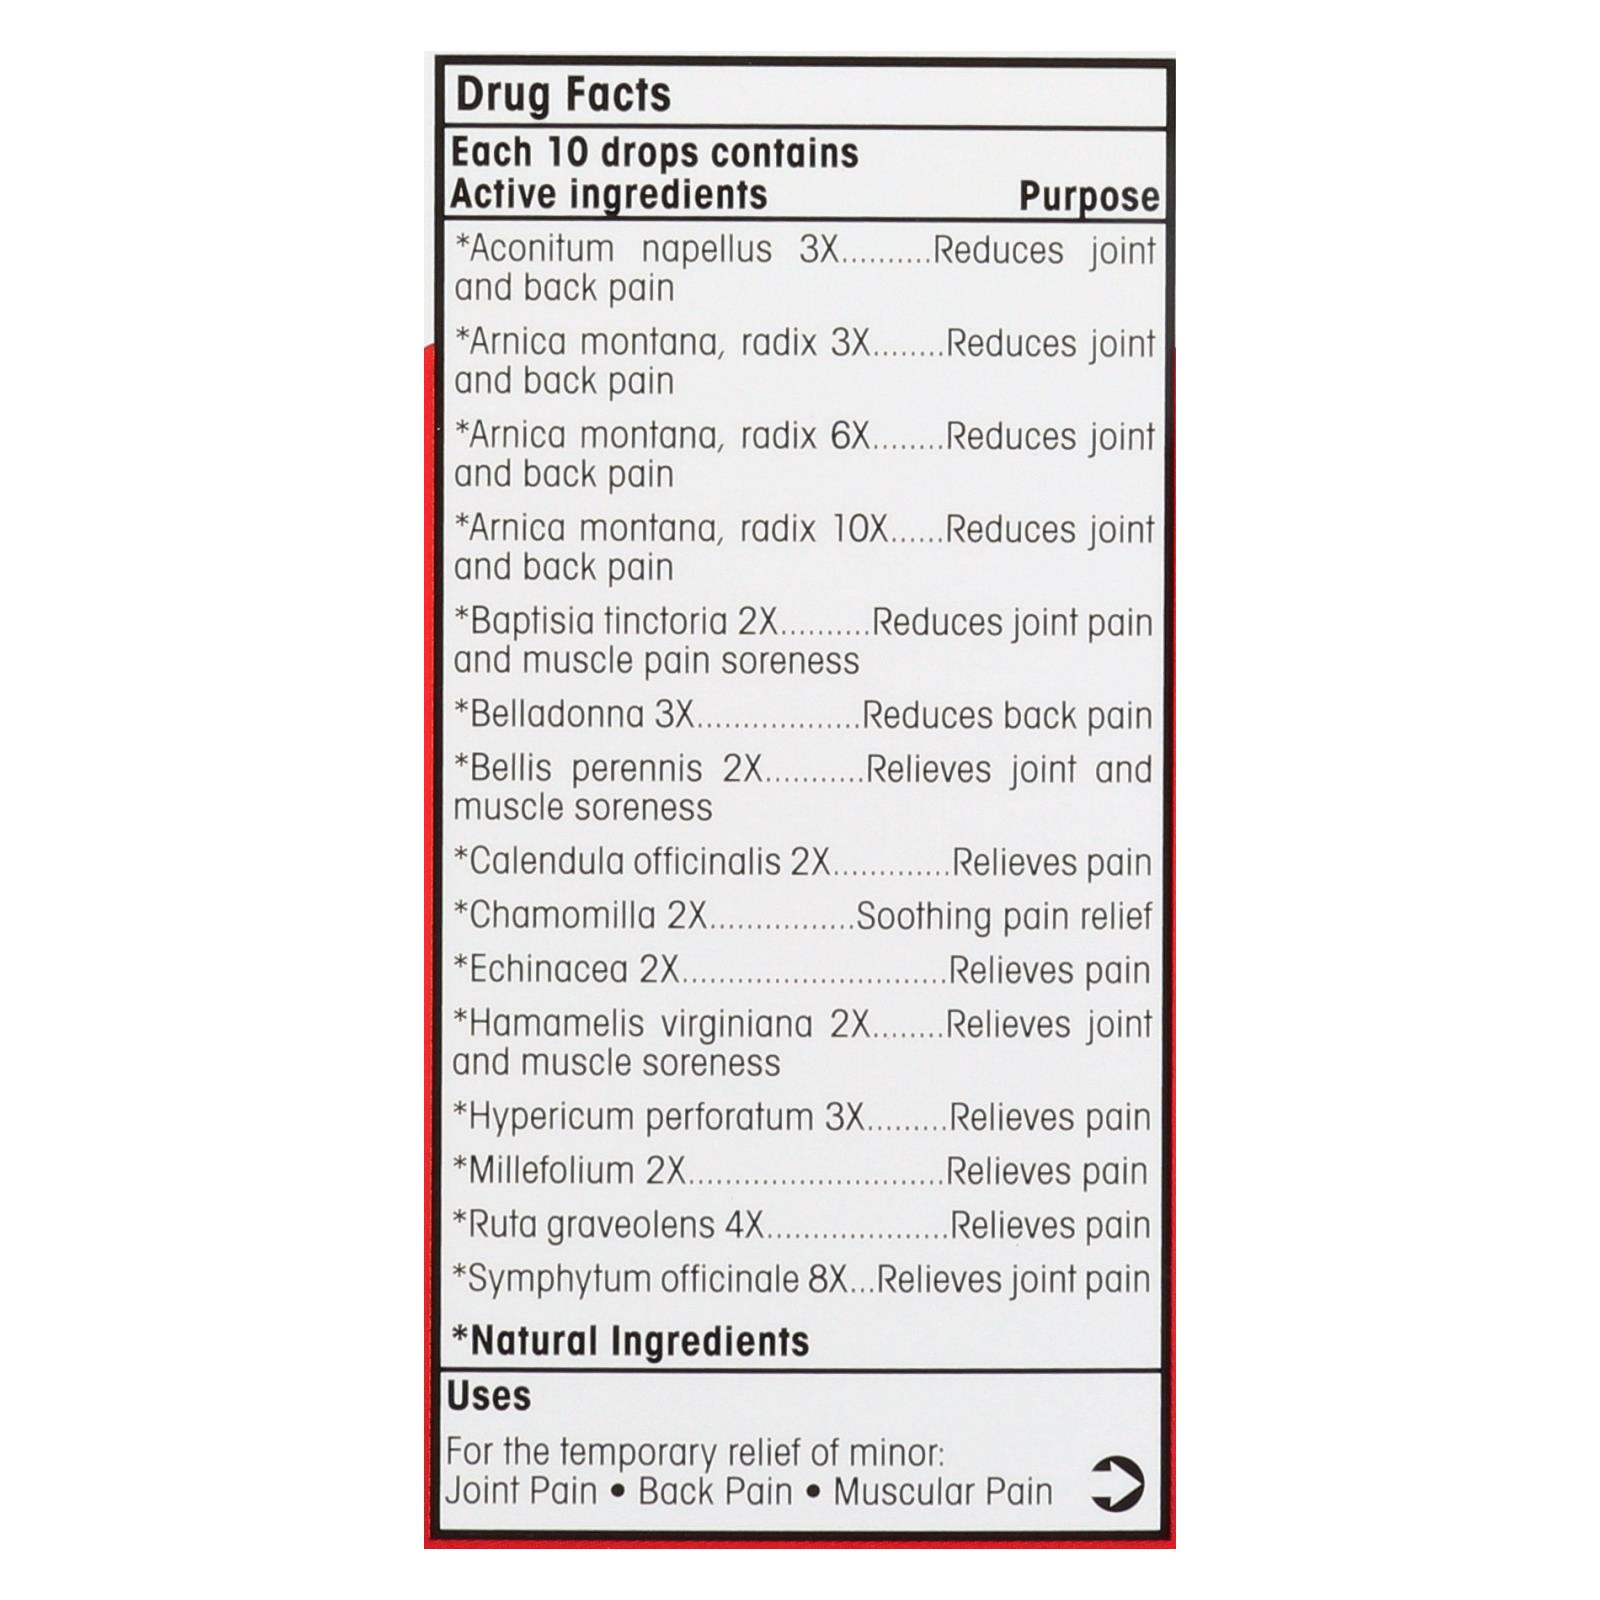 Drug Facts
Each 10 drops contains
Active ingredients Purpose
*Aconitum napellus 3X..........Reduces joint
and back pain
*Arnica montana, radix 3X........Reduces joint
and back pain
*Arnica montana, radix 6X........Reduces joint
and back pain
*Arnica montana, radix 10X......Reduces joint
and back pain
*Baptisia tinctoria 2X..........Reduces joint pain
and muscle pain soreness
*Belladonna 3X..................Reduces back pain
*Bellis perennis 2X...........Relieves joint and
muscle soreness
*Calendula officinalis 2X.............Relieves pain
*Chamomilla 2X................Soothing pain relief
*Echinacea 2X.............................Relieves pain
*Hamamelis virginiana 2X........Relieves joint
and muscle soreness
*Hypericum perforatum 3X.........Relieves pain
*Millefolium 2X............................Relieves pain
*Ruta graveolens 4X....................Relieves pain
*Symphytum officinale 8X...Relieves joint pain
*Natural Ingredients
Uses
For the temporary relief of minor:
Joint Pain • Back Pain • Muscular Pain